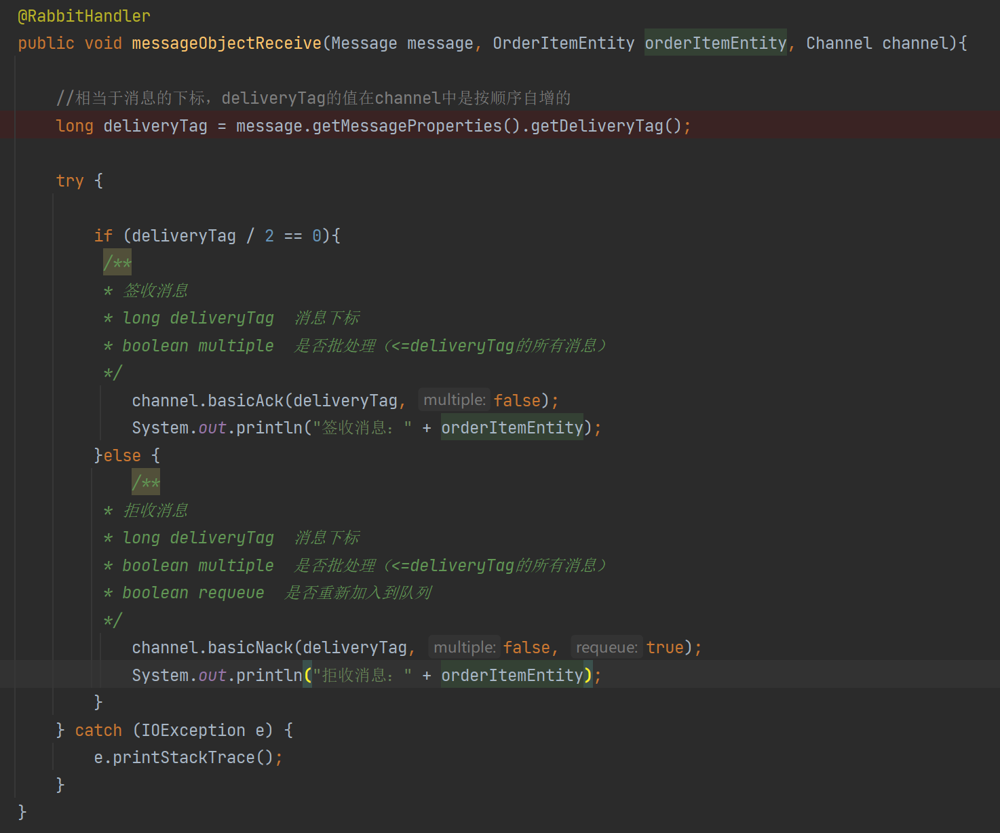 @RabbitHandler
public void messageObjectReceive(Message message, OrderItemEntity orderItemEntity, Channel channel){
//相当于消息的下标，deliveryTag的值在channel中是按顺序自增的
long deliveryTag = message.getMessageProperties().getDeliveryTag();
try {
if (deliveryTag / 2 == 0){
/**
* 签收消息
* long deliveryTag 消息下标
* boolean multiple 是否批处理（<=deliveryTag的所有消息）
*/
channel.basicAck(deliveryTag, multiple: false);
System.out.println("签收消息：" + orderItemEntity);
}else {
/**
* 拒收消息
* long deliveryTag 消息下标
* boolean multiple 是否批处理（<=deliveryTag的所有消息）
* boolean requeue 是否重新加入到队列
*/
channel.basicNack(deliveryTag, multiple: false, requeue: true);
System.out.println("拒收消息：" + orderItemEntity);
}
} catch (IOException e) {
e.printStackTrace();
}
}